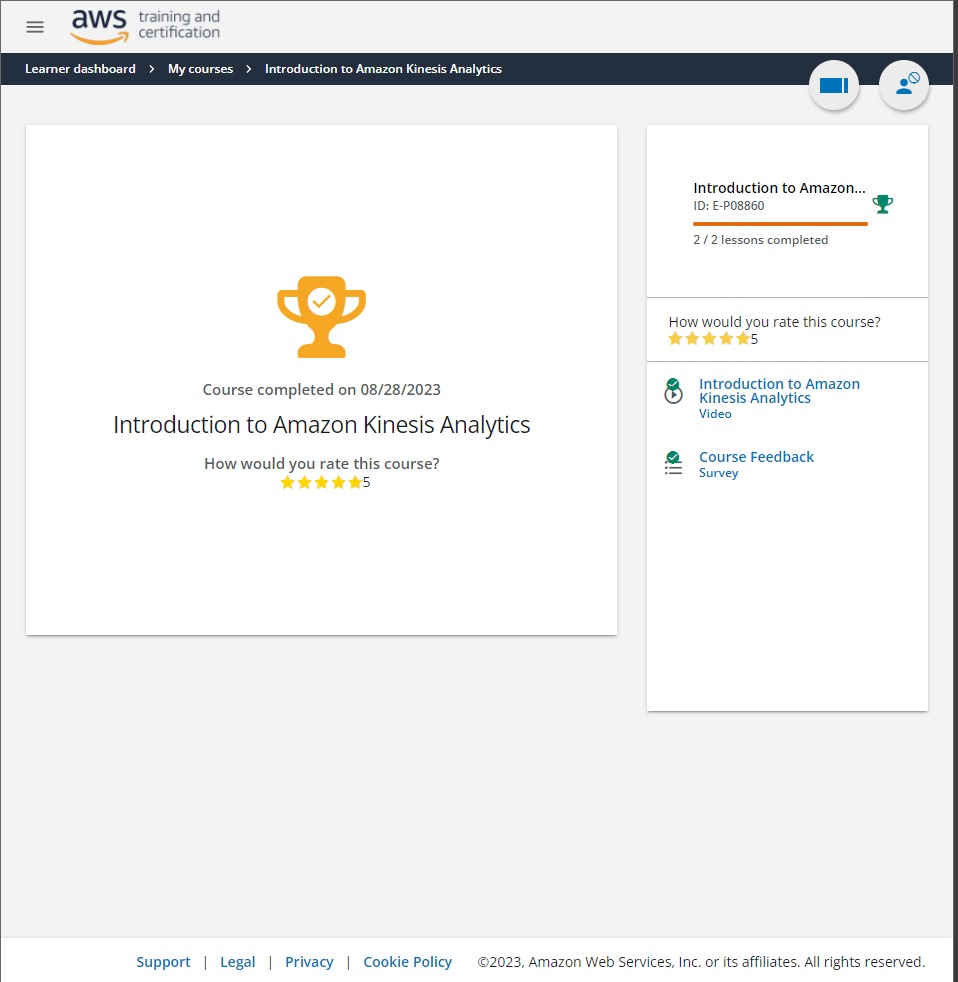 aws training and
certification
Learner dashboard > My courses > Introduction to Amazon Kinesis Analytics
Course completed on 08/28/2023
Introduction to Amazon Kinesis Analytics
How would you rate this course?
5
Introduction to Amazon...
ID: E-P08860
2 / 2 lessons completed
How would you rate this course?
5
Introduction to Amazon
Kinesis Analytics
Video
Course Feedback
Survey
Support | Legal | Privacy | Cookie Policy ©2023, Amazon Web Services, Inc. or its affiliates. All rights reserved.